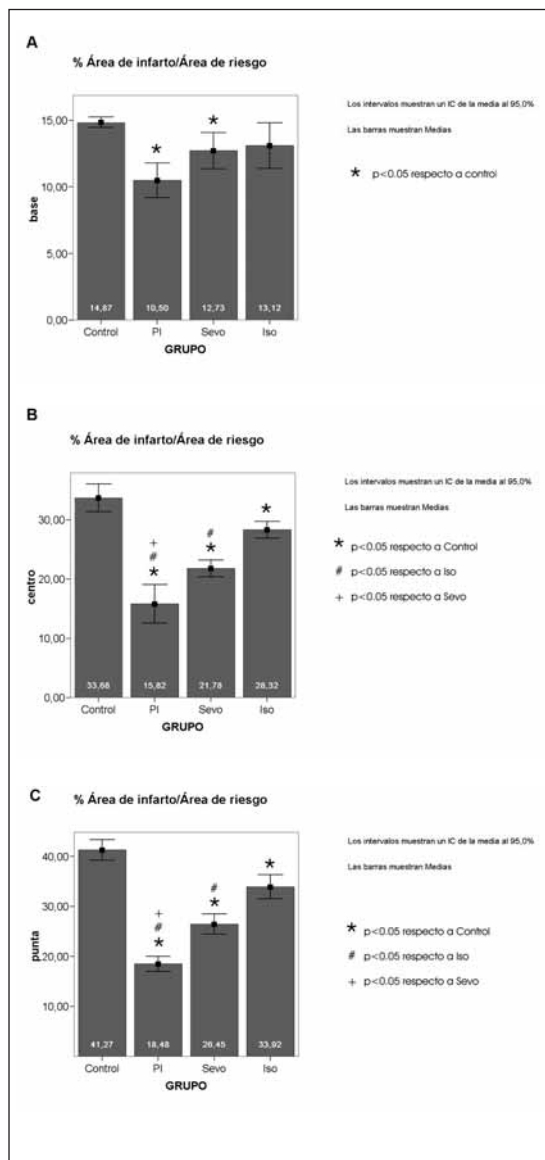 A
% Área de infarto/Área de riesgo
Los intervalos muestran un IC de la media al 95,0%
Las barras muestran Medias
* p<0.05 respecto a control
15,00
10,00
5,00
0,00
base
* *
14,87 10,50 12,73 13,12
Control PI Sevo Iso
GRUPO
B
% Área de infarto/Área de riesgo
Los intervalos muestran un IC de la media al 95,0%
Las barras muestran Medias
* p<0.05 respecto a Control
# p<0.05 respecto a Iso
+ p<0.05 respecto a Sevo
30,00
20,00
10,00
0,00
centro
+
# #
* * *
33,68 15,82 21,78 28,32
Control PI Sevo Iso
GRUPO
C
% Área de infarto/Área de riesgo
Los intervalos muestran un IC de la media al 95,0%
Las barras muestran Medias
* p<0.05 respecto a Control
# p<0.05 respecto a Iso
+ p<0.05 respecto a Sevo
40,00
30,00
20,00
10,00
punta
+
# #
* * *
41,27 18,48 26,45 33,92
Control PI Sevo Iso
GRUPO